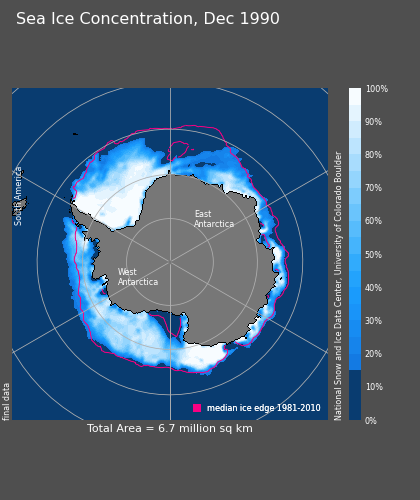 Sea Ice Concentration, Dec 1990
South America
East
Antarctica
West
Antarctica
final data
median ice edge 1981-2010
Total Area = 6.7 million sq km
National Snow and Ice Data Center, University of Colorado Boulder
100%
90%
80%
70%
60%
50%
40%
30%
20%
10%
0%